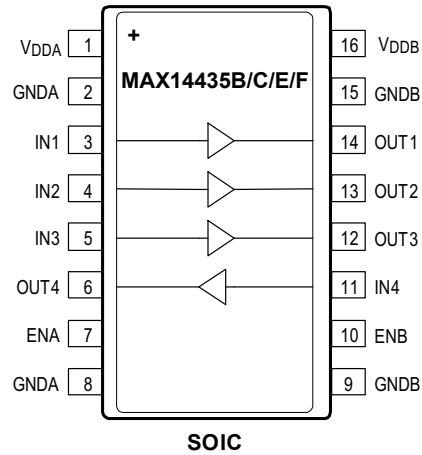 VDDA 1 + 16 VDDB
MAX14435B/C/E/F
GNDA 2 15 GNDB
IN1 3 14 OUT1
IN2 4 13 OUT2
IN3 5 12 OUT3
OUT4 6 11 IN4
ENA 7 10 ENB
GNDA 8 9 GNDB
SOIC